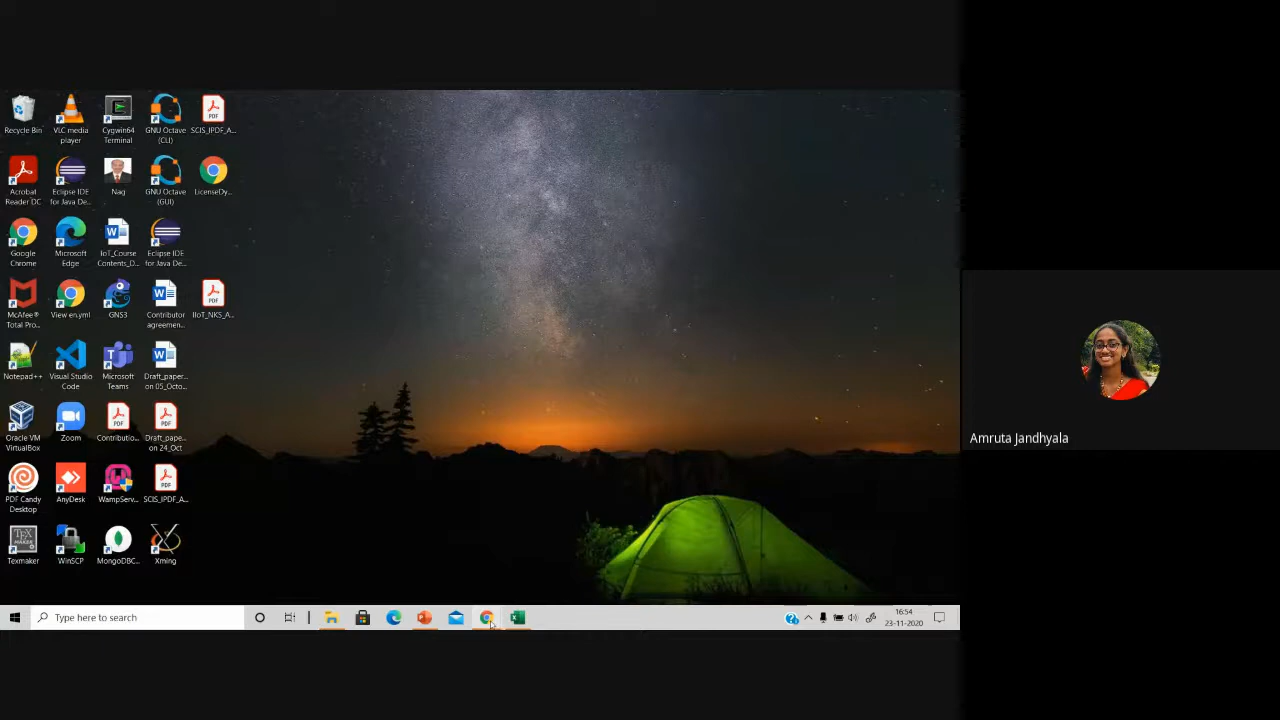 Recycle Bin
VLC media
player
Cygwin64
Terminal
GNU Octave
(CLI)
SCIS_IPDF_A...
Acrobat
Reader DC
Eclipse IDE
for Java De...
Nag
GNU Octave
(GUI)
LicenseDy...
Google
Chrome
Microsoft
Edge
IoT_Course
Contents_D...
Eclipse IDE
for Java De...
McAfee®
Total Pro...
View en.yml
GNS3
Contributor
agreemen...
IIoT_NKS_A...
Notepad++
Visual Studio
Code
Microsoft
Teams
Draft_paper...
on 05_Octo...
Oracle VM
VirtualBox
Zoom
Contributio...
Draft_pape...
on 24_Oct
PDF Candy
Desktop
AnyDesk
WampServ...
SCIS_IPDF_A...
Texmaker
WinSCP
MongoDBC...
Xming
Amruta Jandhyala
Type here to search
16:54
23-11-2020